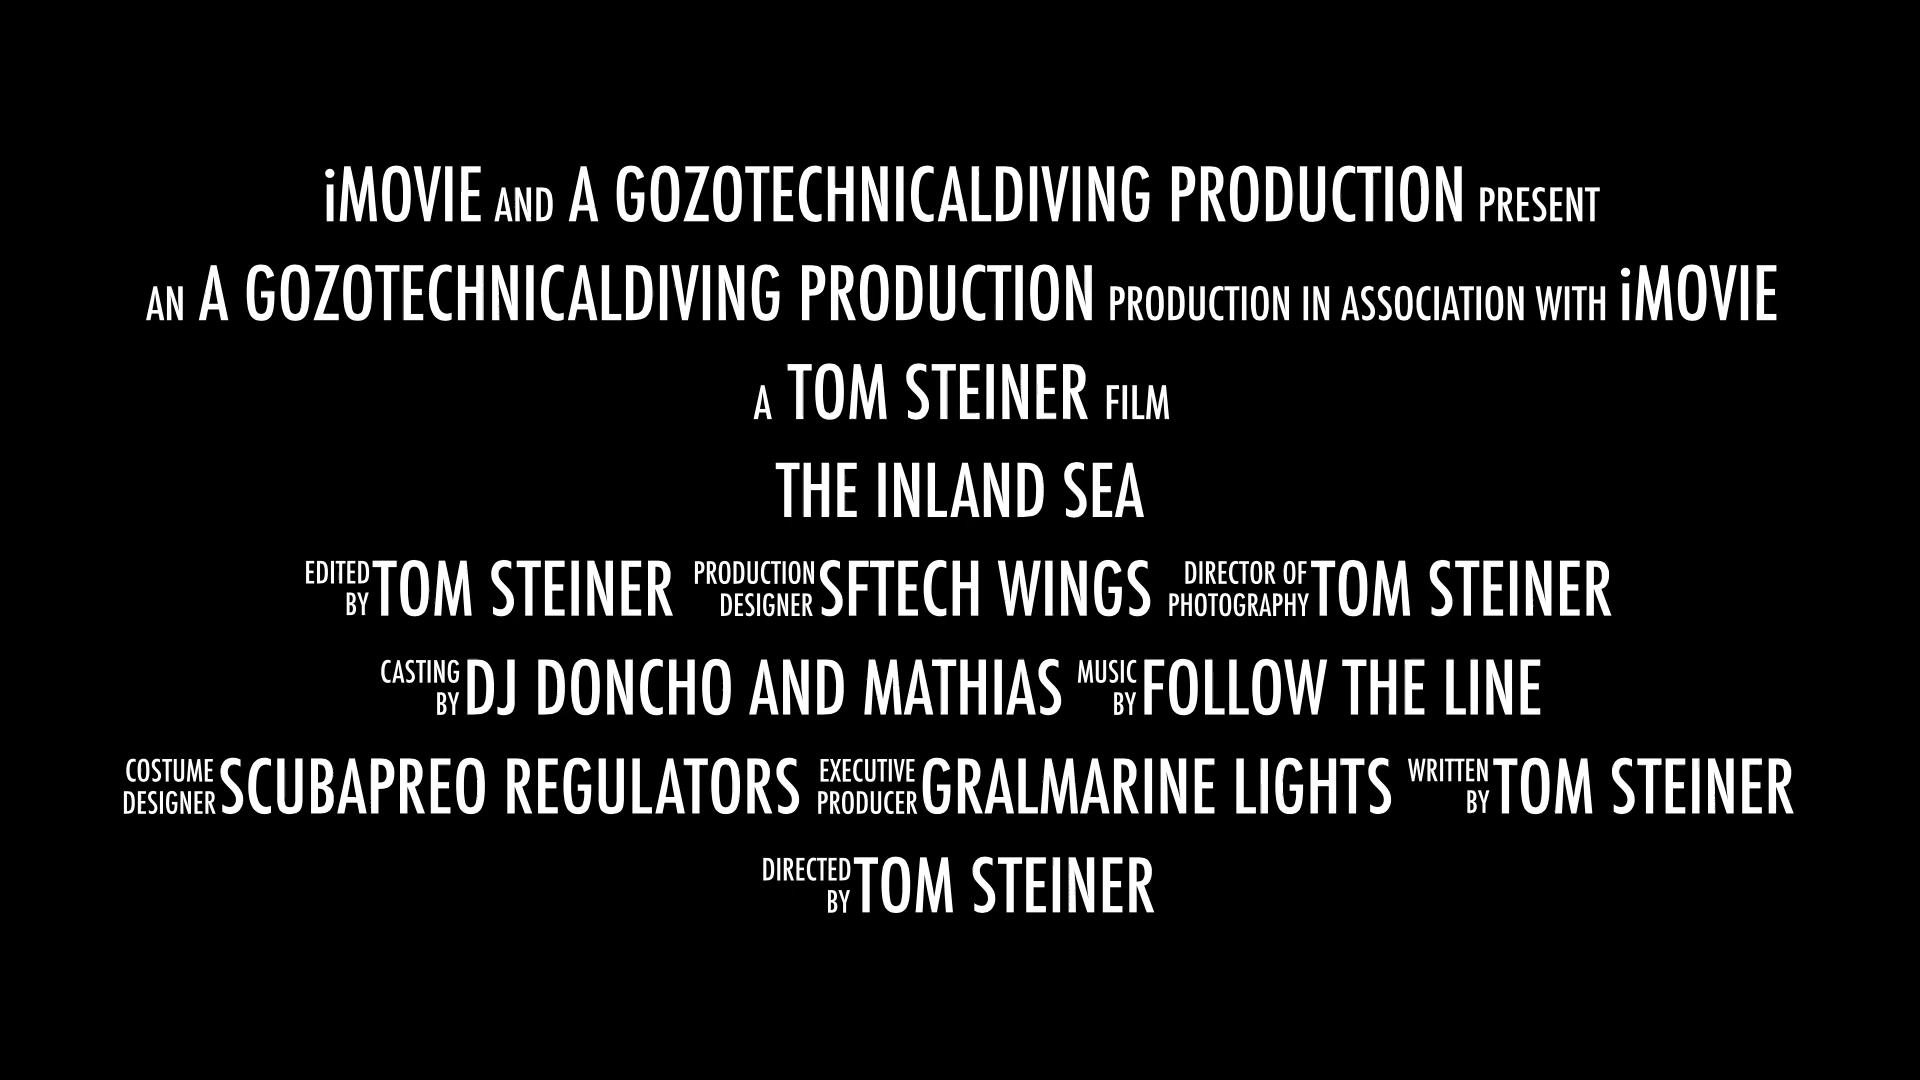 iMOVIE AND A GOZOTECHNICALDIVING PRODUCTION PRESENT
AN A GOZOTECHNICALDIVING PRODUCTION PRODUCTION IN ASSOCIATION WITH iMOVIE
A TOM STEINER FILM
THE INLAND SEA
EDITED BY TOM STEINER PRODUCTION DESIGNER SFTECH WINGS DIRECTOR OF PHOTOGRAPHY TOM STEINER
CASTING BY DJ DONCHO AND MATHIAS MUSIC BY FOLLOW THE LINE
COSTUME DESIGNER SCUBAPREO REGULATORS EXECUTIVE PRODUCER GRALMARINE LIGHTS WRITTEN BY TOM STEINER
DIRECTED BY TOM STEINER